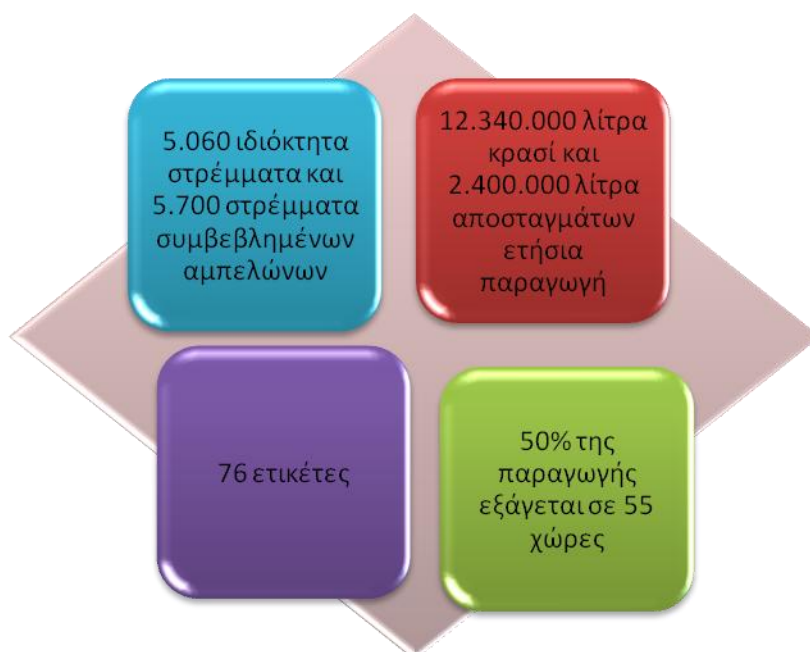 5.060 ιδιόκτητα
στρέμματα και
5.700 στρέμματα
συμβεβλημένων
αμπελώνων
12.340.000 λίτρα
κρασί και
2.400.000 λίτρα
αποσταγμάτων
ετήσια
παραγωγή
76 ετικέτες
50% της
παραγωγής
εξάγεται σε 55
χώρες